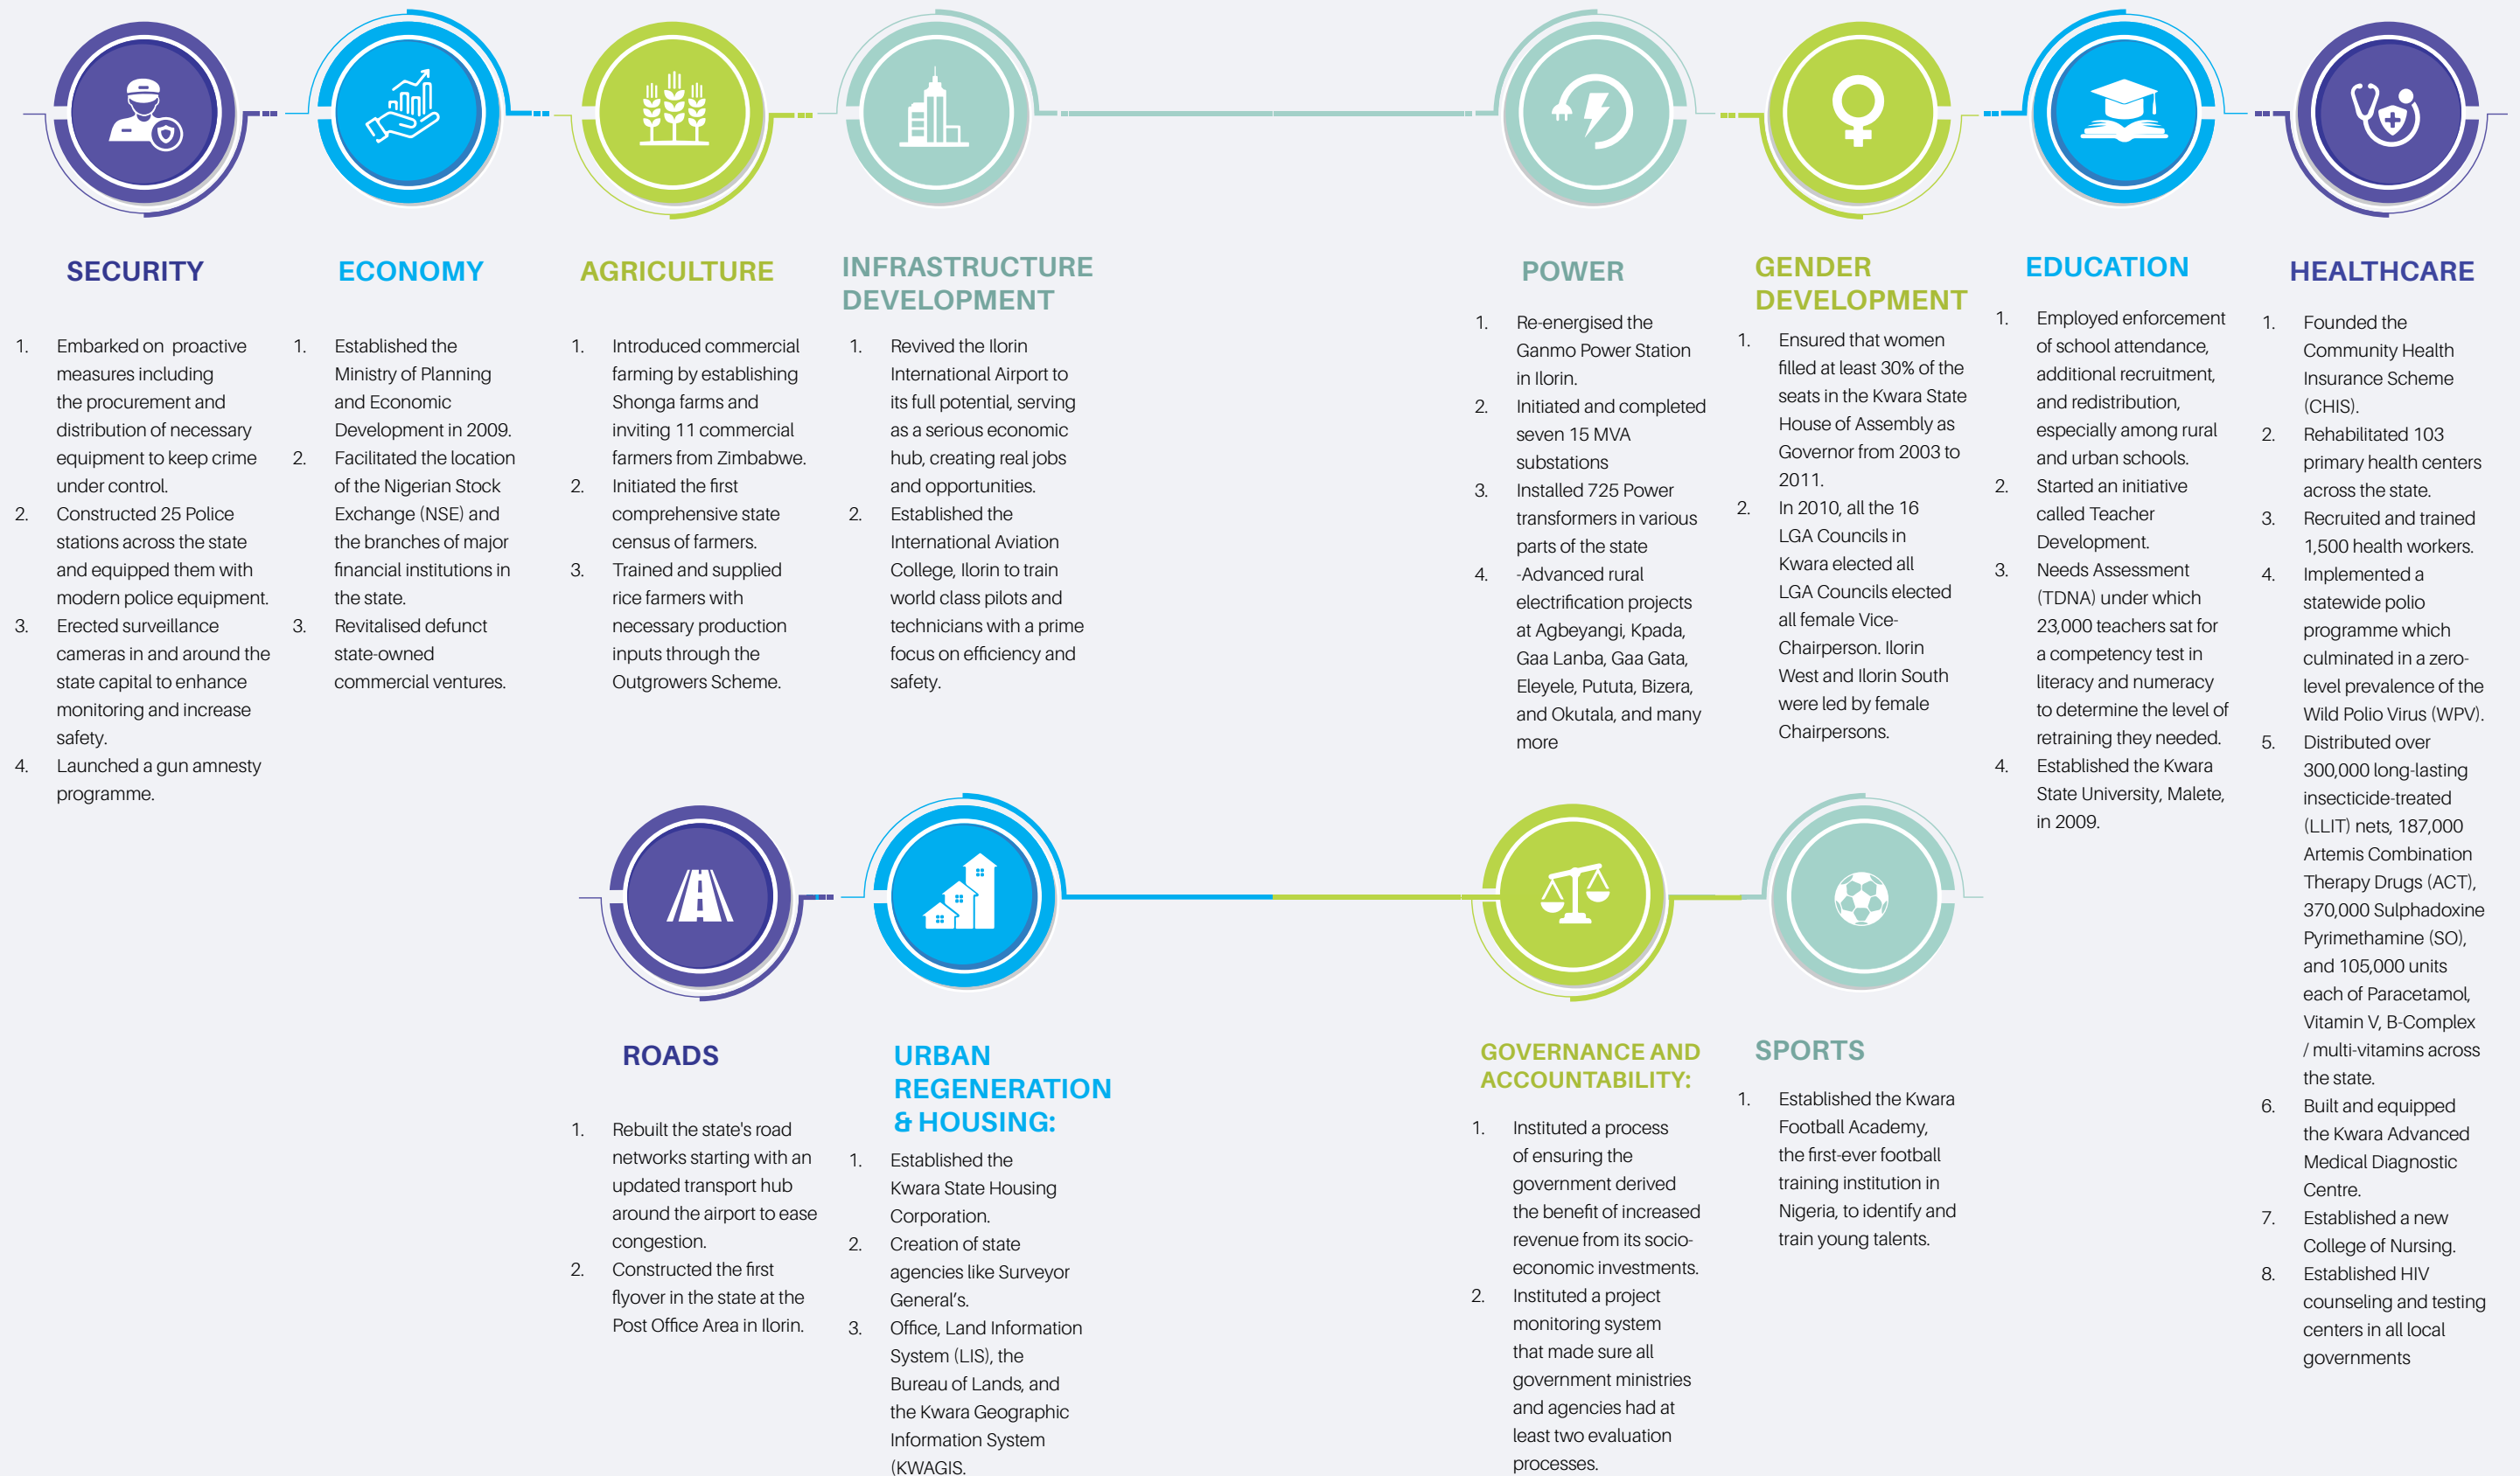 SECURITY
1. Embarked on proactive
measures including
the procurement and
distribution of necessary
equipment to keep crime
under control.
2. Constructed 25 Police
stations across the state
and equipped them with
modern police equipment.
3. Erected surveillance
cameras in and around the
state capital to enhance
monitoring and increase
safety.
4. Launched a gun amnesty
programme.
ECONOMY
1. Established the
Ministry of Planning
and Economic
Development in 2009.
2. Facilitated the location
of the Nigerian Stock
Exchange (NSE) and
the branches of major
financial institutions in
the state.
3. Revitalised defunct
state-owned
commercial ventures.
AGRICULTURE
1. Introduced commercial
farming by establishing
Shonga farms and
inviting 11 commercial
farmers from Zimbabwe.
2. Initiated the first
comprehensive state
census of farmers.
3. Trained and supplied
rice farmers with
necessary production
inputs through the
Outgrowers Scheme.
INFRASTRUCTURE
DEVELOPMENT
1. Revived the Ilorin
International Airport to
its full potential, serving
as a serious economic
hub, creating real jobs
and opportunities.
2. Established the
International Aviation
College, Ilorin to train
world class pilots and
technicians with a prime
focus on efficiency and
safety.
POWER
1. Re-energised the
Ganmo Power Station
in Ilorin.
2. Initiated and completed
seven 15 MVA
substations
3. Installed 725 Power
transformers in various
parts of the state
4. -Advanced rural
electrification projects
at Agbeyangi, Kpada,
Gaa Lanba, Gaa Gata,
Eleyele, Pututa, Bizera,
and Okutala, and many
more
GENDER
DEVELOPMENT
1. Ensured that women
filled at least 30% of the
seats in the Kwara State
House of Assembly as
Governor from 2003 to
2011.
2. In 2010, all the 16
LGA Councils in
Kwara elected all
LGA Councils elected
all female Vice-
Chairperson. Ilorin
West and Ilorin South
were led by female
Chairpersons.
EDUCATION
1. Employed enforcement
of school attendance,
additional recruitment,
and redistribution,
especially among rural
and urban schools.
2. Started an initiative
called Teacher
Development.
3. Needs Assessment
(TDNA) under which
23,000 teachers sat for
a competency test in
literacy and numeracy
to determine the level of
retraining they needed.
4. Established the Kwara
State University, Malete,
in 2009.
HEALTHCARE
1. Founded the
Community Health
Insurance Scheme
(CHIS).
2. Rehabilitated 103
primary health centers
across the state.
3. Recruited and trained
1,500 health workers.
4. Implemented a
statewide polio
programme which
culminated in a zero-
level prevalence of the
Wild Polio Virus (WPV).
5. Distributed over
300,000 long-lasting
insecticide-treated
(LLIT) nets, 187,000
Artemis Combination
Therapy Drugs (ACT),
370,000 Sulphadoxine
Pyrimethamine (SO),
and 105,000 units
each of Paracetamol,
Vitamin V, B-Complex
/ multi-vitamins across
the state.
6. Built and equipped
the Kwara Advanced
Medical Diagnostic
Centre.
7. Established a new
College of Nursing.
8. Established HIV
counseling and testing
centers in all local
governments
ROADS
1. Rebuilt the state's road
networks starting with an
updated transport hub
around the airport to ease
congestion.
2. Constructed the first
flyover in the state at the
Post Office Area in Ilorin.
URBAN
REGENERATION
& HOUSING:
1. Established the
Kwara State Housing
Corporation.
2. Creation of state
agencies like Surveyor
General’s.
3. Office, Land Information
System (LIS), the
Bureau of Lands, and
the Kwara Geographic
Information System
(KWAGIS.
GOVERNANCE AND
ACCOUNTABILITY:
1. Instituted a process
of ensuring the
government derived
the benefit of increased
revenue from its socio-
economic investments.
2. Instituted a project
monitoring system
that made sure all
government ministries
and agencies had at
least two evaluation
processes.
SPORTS
1. Established the Kwara
Football Academy,
the first-ever football
training institution in
Nigeria, to identify and
train young talents.